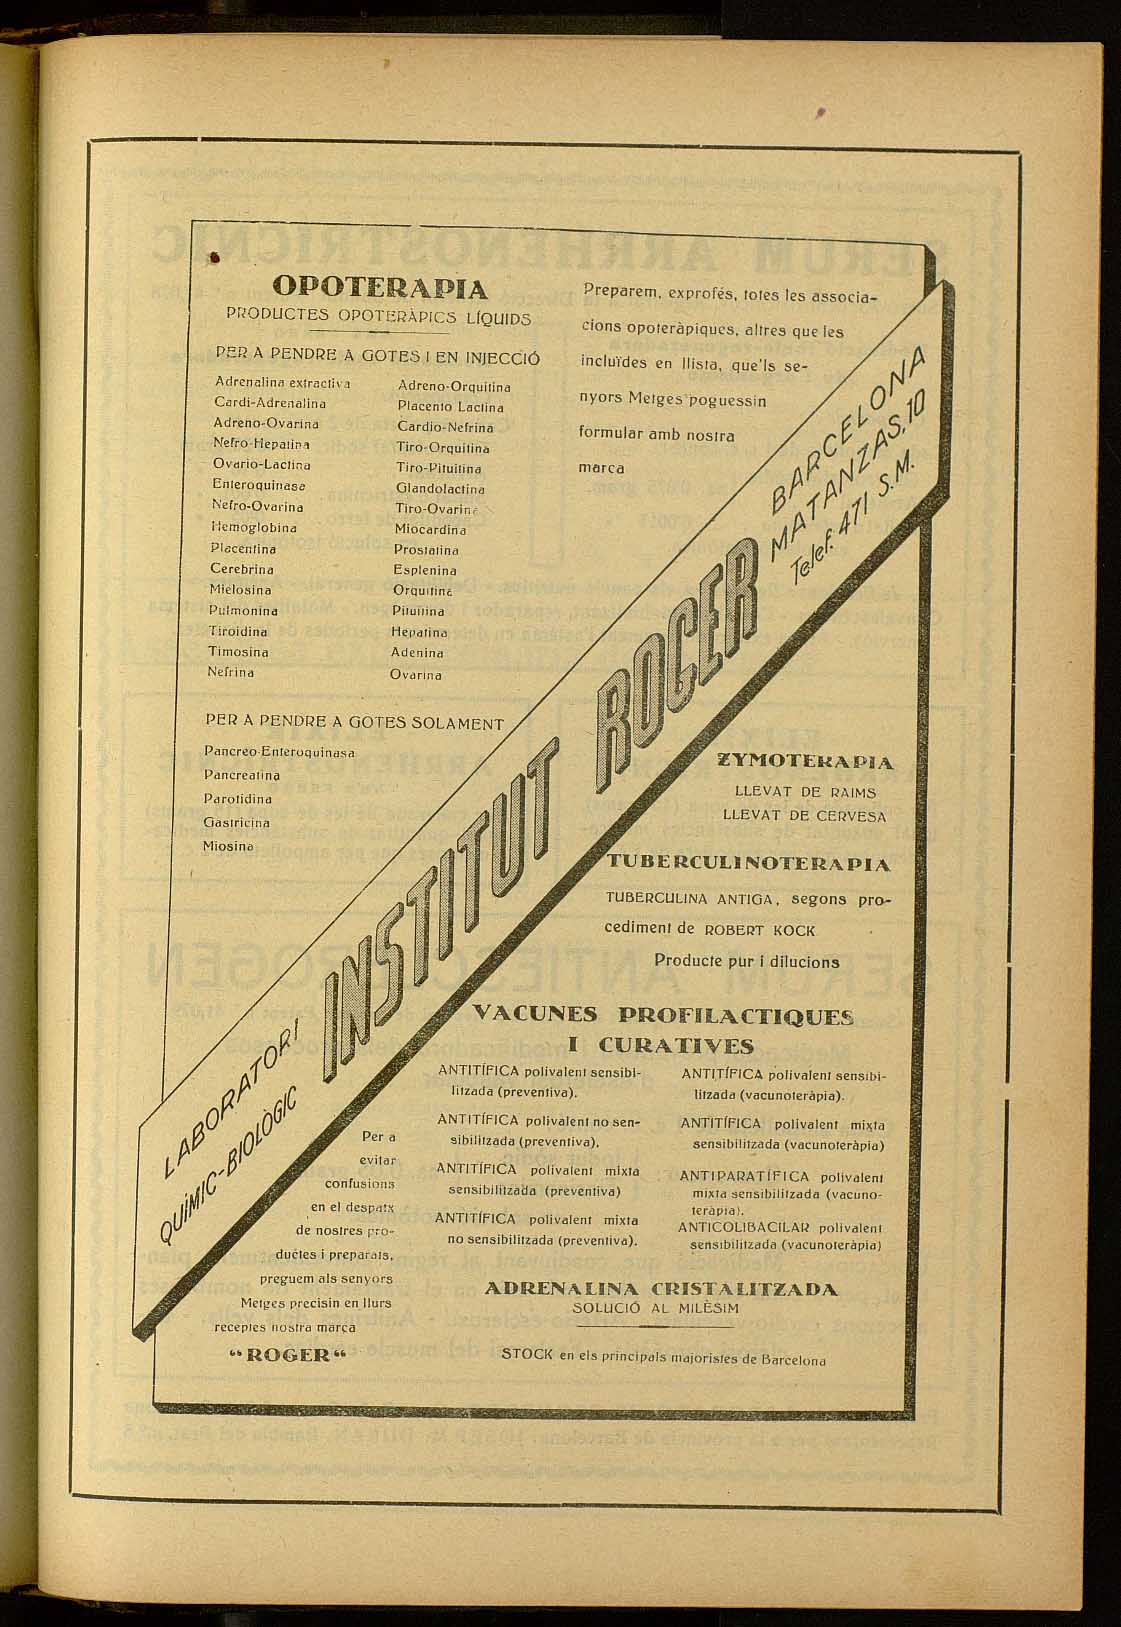 OPOTERAPIA
PRODUCTES OPOTERÀPICS LÍQUIDS
PER A PENDRE A GOTES I EN INJECCIÓ
Adrenalina extractiva
Cardi-Adrenalina
Adreno-Ovarina
Nefro-Hepatina
Ovario-Lactina
Enteroquinasa
Nefro-Ovarina
Hemoglobina
Placentina
Cerebrina
Mielosina
Pulmonina
Tiroidina
Timosina
Nefrina
Adreno-Orquitina
Placento Lactina
Cardio-Nefrina
Tiro-Orquitina
Tiro-Pituitina
Glandolactina
Tiro-Ovarina
Miocardina
Prostatina
Esplenina
Orquitina
Pituitina
Hepatina
Adenina
Ovarina
PER A PENDRE A GOTES SOLAMENT
Pancreo-Enteroquinasa
Pancreatina
Parotidina
Gastricina
Miosina
Preparem, exprofés, totes les associa-
cions opoteràpiques, altres que les
incluïdes en llista, que'ls se-
nyors Metges poguessin
formular amb nostra
marca
LABORATORI
QUÍMIC-BIOLÒGIC
INSTITUT ROGER
BARCELONA
MATANZAS, 10
Telef. 471 S.M.
ZYMOTERAPIA
LLEVAT DE RAIMS
LLEVAT DE CERVESA
TUBERCULINOTERAPIA
TUBERCULINA ANTIGA, segons pro-
cediment de ROBERT KOCK
Producte pur i dilucions
VACUNES PROFILACTIQUES
I CURATIVES
ANTITÍFICA polivalent sensibi-
litzada (preventiva).
ANTITÍFICA polivalent no sen-
sibilitzada (preventiva).
ANTITÍFICA polivalent mixta
sensibilitzada (preventiva)
ANTITÍFICA polivalent mixta
no sensibilitzada (preventiva).
ANTITÍFICA polivalent sensibi-
litzada (vacunoteràpia).
ANTITÍFICA polivalent mixta
sensibilitzada (vacunoteràpia)
ANTIPARATÍFICA polivalent
mixta sensibilitzada (vacuno-
teràpia).
ANTICOLIBACILAR polivalent
sensibilitzada (vacunoteràpia)
Per a
evitar
confusions
en el despatx
de nostres pro-
ductes i preparats,
preguem als senyors
Metges precisin en llurs
receptes nostra marca
“ROGER“
ADRENALINA CRISTALITZADA
SOLUCIÓ AL MILÈSIM
STOCK en els principals majoristes de Barcelona